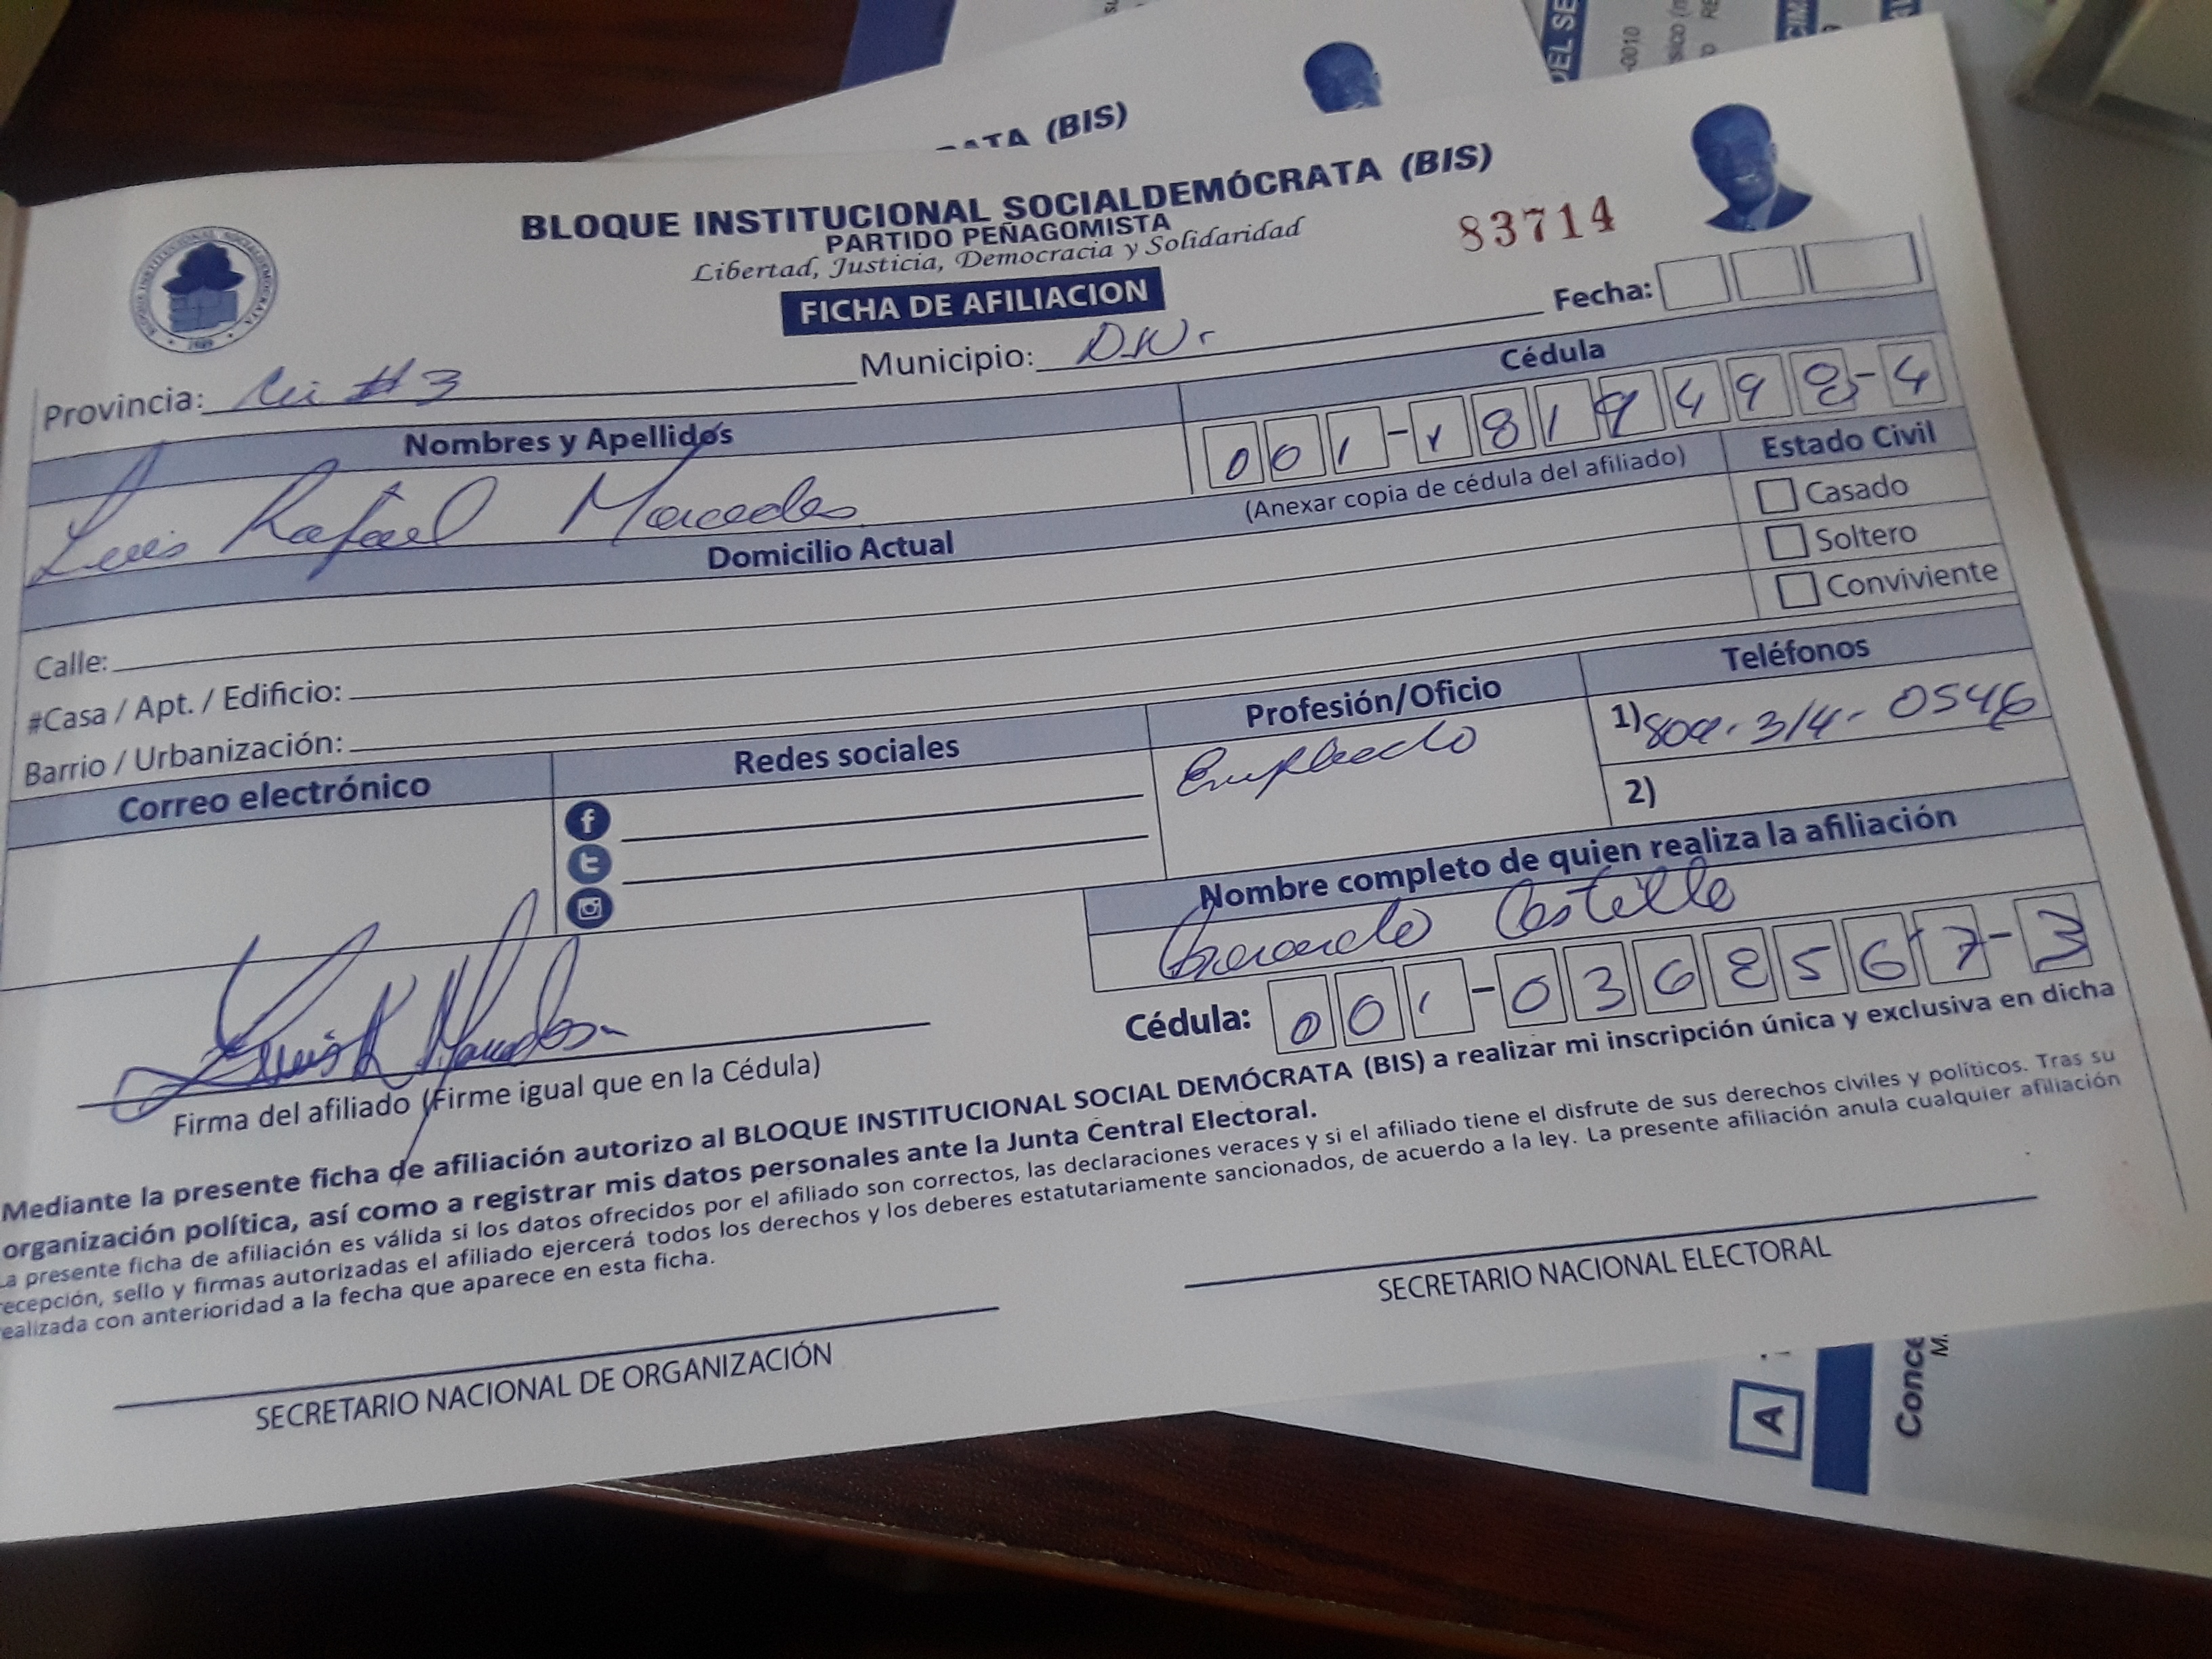 ATA (BIS)
BLOQUE INSTITUCIONAL SOCIALDEMÓCRATA (BIS)
PARTIDO PEÑAGOMISTA
Libertad, Justicia, Democracia y Solidaridad
83714
FICHA DE AFILIACION
Fecha:
Provincia: #3 Municipio: D.N.
Nombres y Apellidos
Cédula
Luis Rafael Mercedes
001-1819498-4
(Anexar copia de cédula del afiliado)
Estado Civil
Domicilio Actual
Casado
Soltero
Conviviente
Calle:
#Casa / Apt. / Edificio:
Barrio / Urbanización:
Correo electrónico
Redes sociales
Profesión/Oficio
Teléfonos
Empleado
1) 809-314-0546
2)
Nombre completo de quien realiza la afiliación
Castillo
Cédula: 001-0368567-3
Luis R Mercedes
Firma del afiliado (Firme igual que en la Cédula)
Mediante la presente ficha de afiliación autorizo al BLOQUE INSTITUCIONAL SOCIAL DEMÓCRATA (BIS) a realizar mi inscripción única y exclusiva en dicha
organización política, así como a registrar mis datos personales ante la Junta Central Electoral.
La presente ficha de afiliación es válida si los datos ofrecidos por el afiliado son correctos, las declaraciones veraces y si el afiliado tiene el disfrute de sus derechos civiles y políticos. Tras su
recepción, sello y firmas autorizadas el afiliado ejercerá todos los derechos y los deberes estatutariamente sancionados, de acuerdo a la ley. La presente afiliación anula cualquier afiliación
realizada con anterioridad a la fecha que aparece en esta ficha.
SECRETARIO NACIONAL DE ORGANIZACIÓN
SECRETARIO NACIONAL ELECTORAL
A
Conce